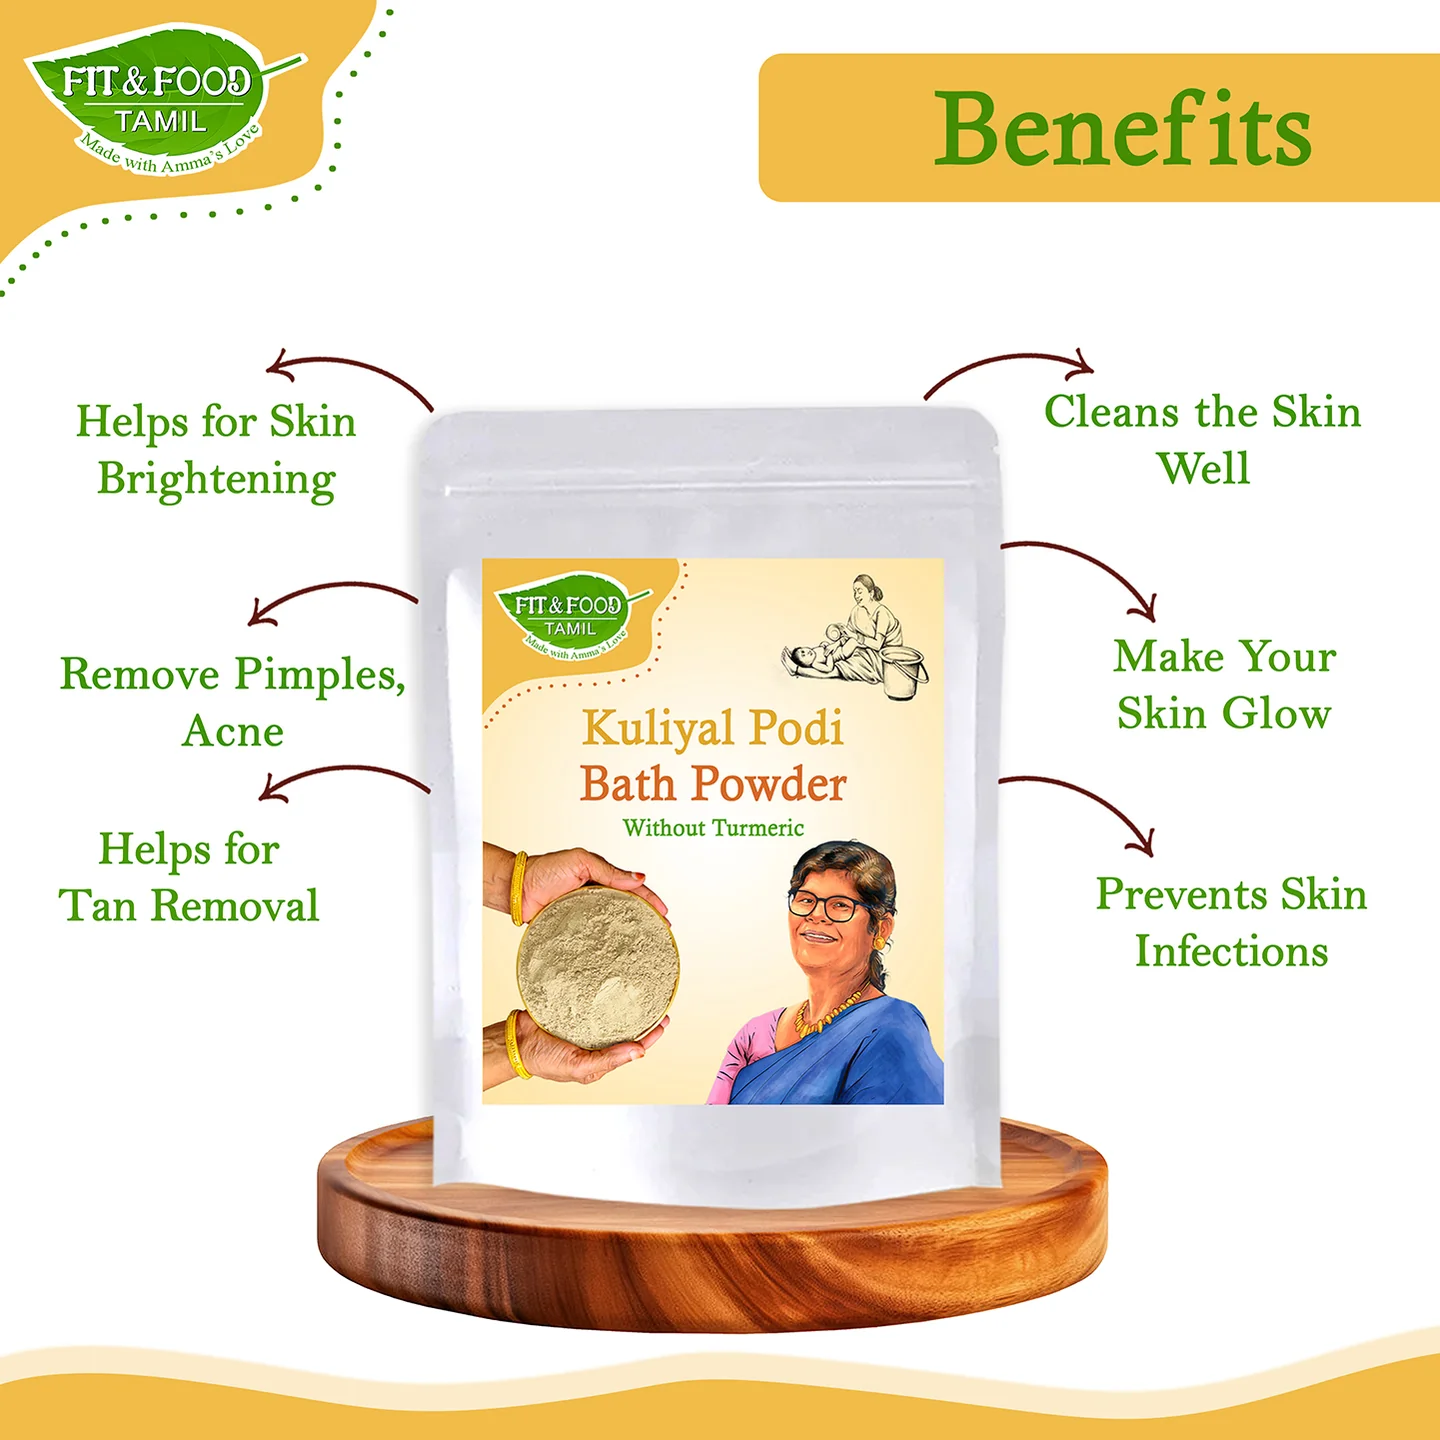 FIT & FOOD
TAMIL
Made with Amma's Love
Benefits
Helps for Skin
Brightening
Remove Pimples,
Acne
Helps for
Tan Removal
Cleans the Skin
Well
Make Your
Skin Glow
Prevents Skin
Infections
FIT & FOOD
TAMIL
Made with Amma's Love
Kuliyal Podi
Bath Powder
Without Turmeric